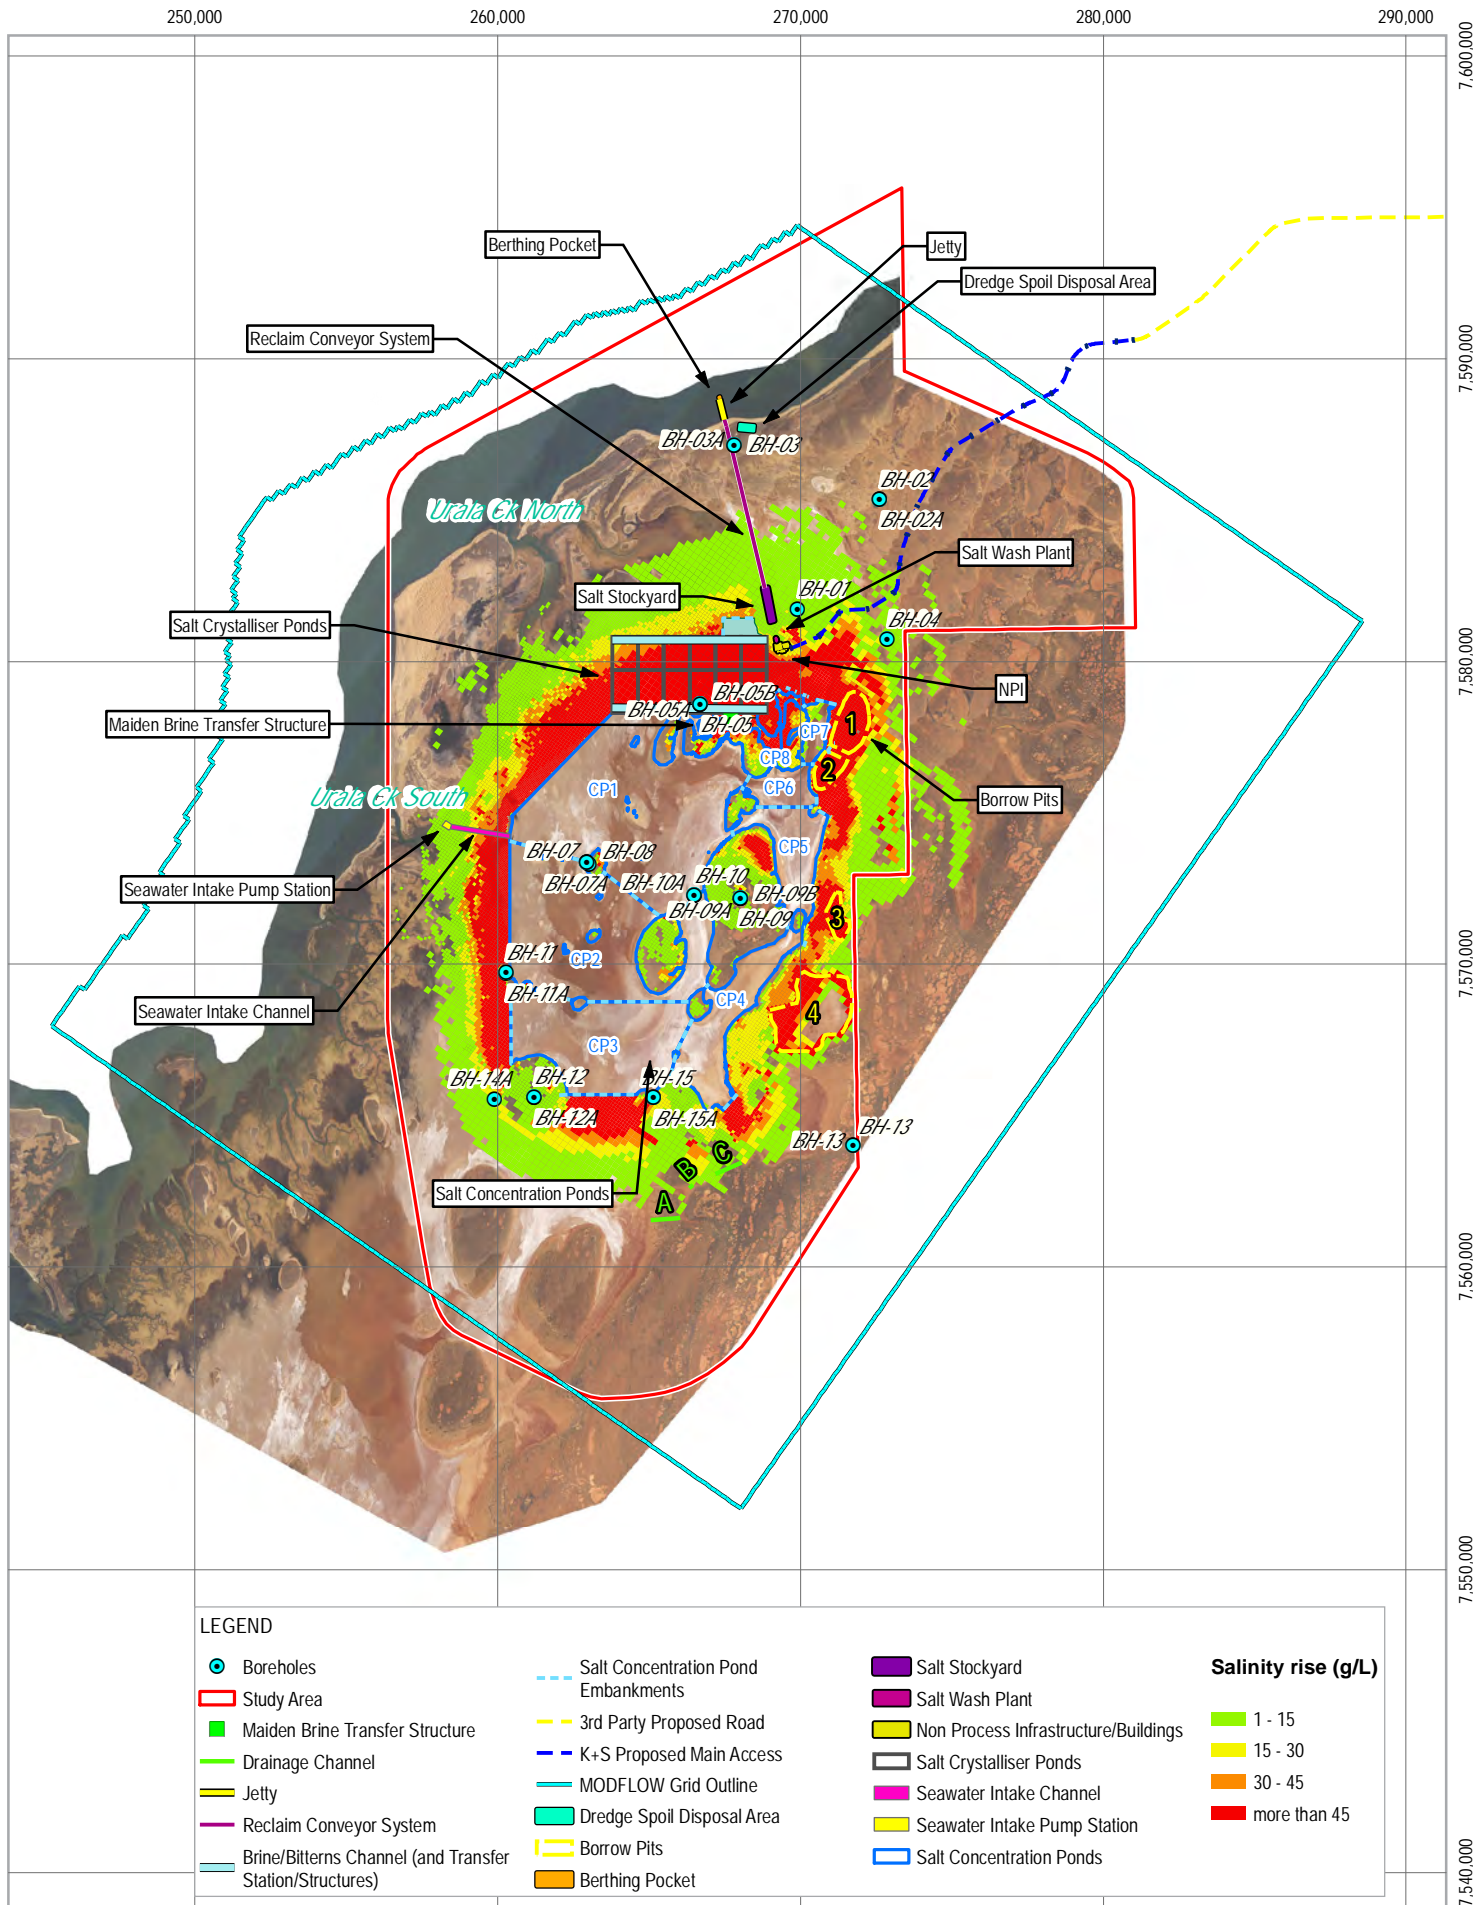 250,000
260,000
270,000
280,000
290,000
7,600,000
7,590,000
7,580,000
7,570,000
7,560,000
7,550,000
7,540,000
Berthing Pocket
Jetty
Dredge Spoil Disposal Area
Reclaim Conveyor System
BH-03A
BH-03
BH-02
BH-02A
Urala Ck North
Salt Wash Plant
Salt Stockyard
BH-01
Salt Crystalliser Ponds
BH-04
NPI
BH-05B
BH-05A
BH-05
Maiden Brine Transfer Structure
CP7
1
CP8
2
CP6
CP1
Urala Ck South
Borrow Pits
CP5
BH-07
BH-08
BH-07A
BH-10A
BH-10
BH-09B
BH-09A
BH-09
Seawater Intake Pump Station
3
CP2
BH-11
BH-11A
CP4
4
Seawater Intake Channel
CP3
BH-14A
BH-12
BH-15
BH-12A
BH-15A
BH-13
BH-13
B
C
A
Salt Concentration Ponds
LEGEND
Boreholes
Study Area
Maiden Brine Transfer Structure
Drainage Channel
Jetty
Reclaim Conveyor System
Brine/Bitterns Channel (and Transfer
Station/Structures)
Salt Concentration Pond
Embankments
3rd Party Proposed Road
K+S Proposed Main Access
MODFLOW Grid Outline
Dredge Spoil Disposal Area
Borrow Pits
Berthing Pocket
Salt Stockyard
Salt Wash Plant
Non Process Infrastructure/Buildings
Salt Crystalliser Ponds
Seawater Intake Channel
Seawater Intake Pump Station
Salt Concentration Ponds
Salinity rise (g/L)
1 - 15
15 - 30
30 - 45
more than 45